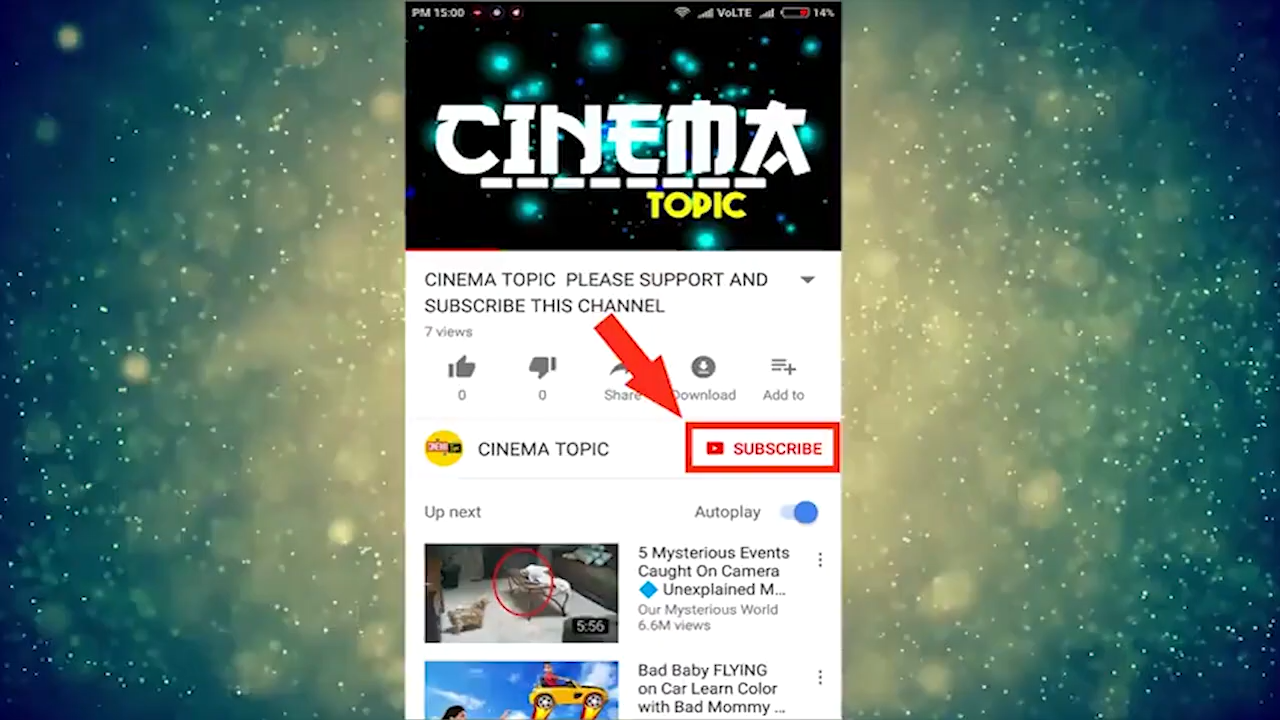 PM 15:00
VoLTE
14%
CINEMA
TOPIC
CINEMA TOPIC PLEASE SUPPORT AND
SUBSCRIBE THIS CHANNEL
7 views
0
0
Share
Download
Add to
CINEMA TOPIC
SUBSCRIBE
Up next
Autoplay
5 Mysterious Events
Caught On Camera
Unexplained M...
Our Mysterious World
6.6M views
5:56
Bad Baby FLYING
on Car Learn Color
with Bad Mommy ...